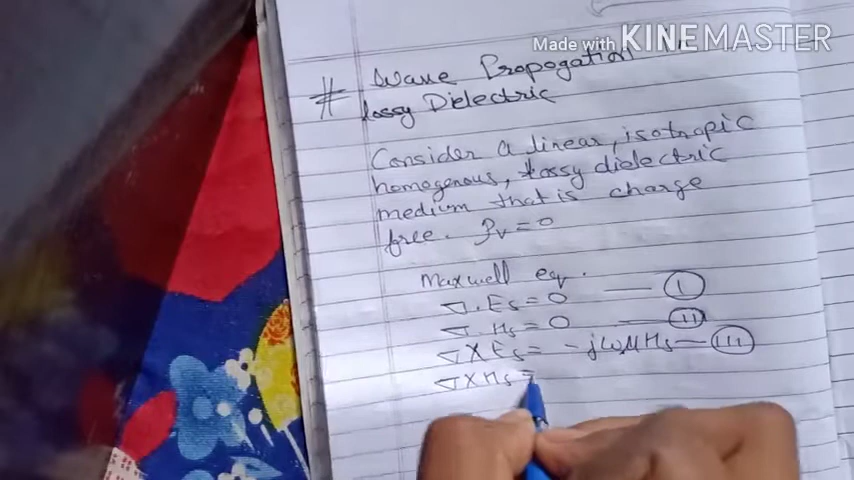 Made with KINEMASTER
# Wave Propogation
lossy Dielectric
Consider a linear, isotropic
homogenous, lossy dielectric
medium that is charge
free. ρv = 0
Maxwell eq.
∇. Es = 0 — I
∇. Hs = 0 — II
∇ X Es = - jωμHs — III
∇ X Hs =